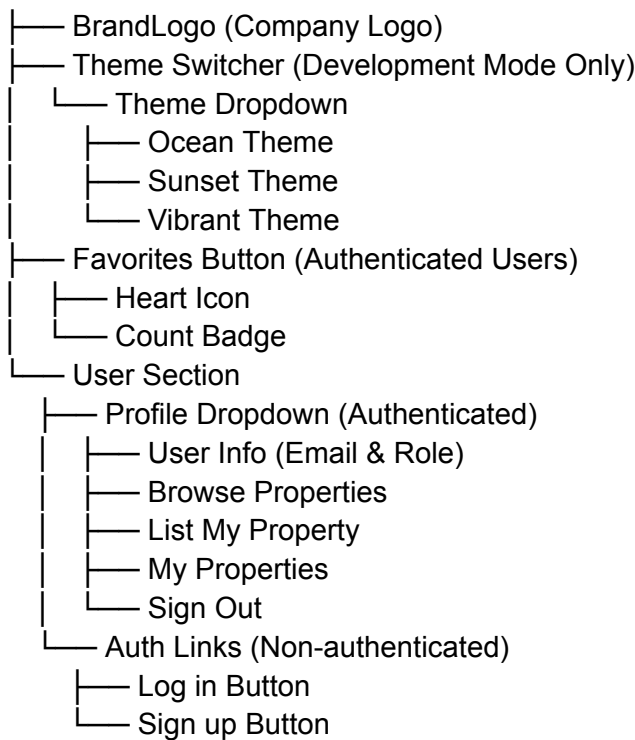 ├── BrandLogo (Company Logo)
├── Theme Switcher (Development Mode Only)
│   └── Theme Dropdown
│       ├── Ocean Theme
│       ├── Sunset Theme
│       └── Vibrant Theme
├── Favorites Button (Authenticated Users)
│   ├── Heart Icon
│   └── Count Badge
└── User Section
    ├── Profile Dropdown (Authenticated)
    │   ├── User Info (Email & Role)
    │   ├── Browse Properties
    │   ├── List My Property
    │   ├── My Properties
    │   └── Sign Out
    └── Auth Links (Non-authenticated)
        ├── Log in Button
        └── Sign up Button